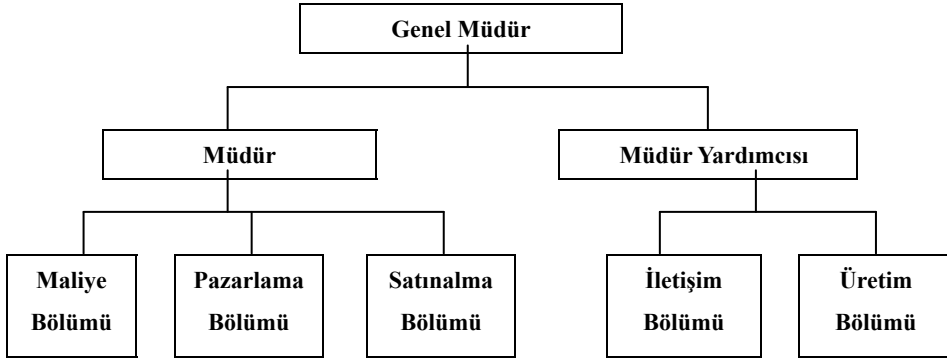 Genel Müdür
Müdür
Müdür Yardımcısı
Maliye
Bölümü
Pazarlama
Bölümü
Satınalma
Bölümü
İletişim
Bölümü
Üretim
Bölümü